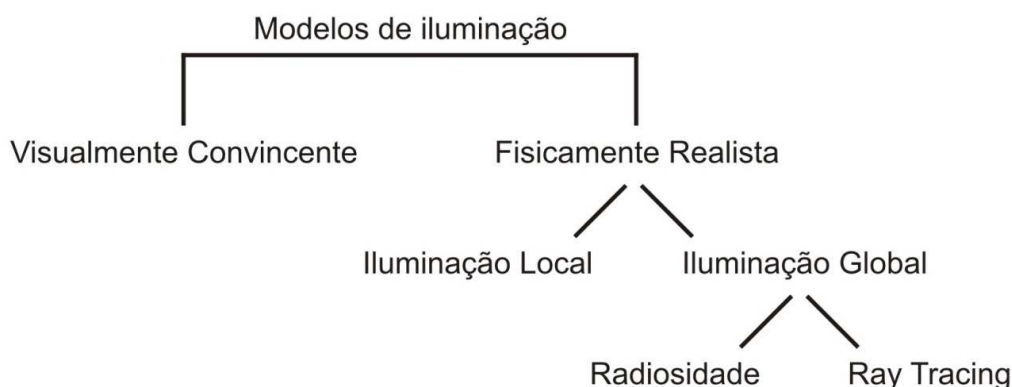 Modelos de iluminação
Visualmente Convincente Fisicamente Realista
Iluminação Local Iluminação Global
Radiosidade Ray Tracing